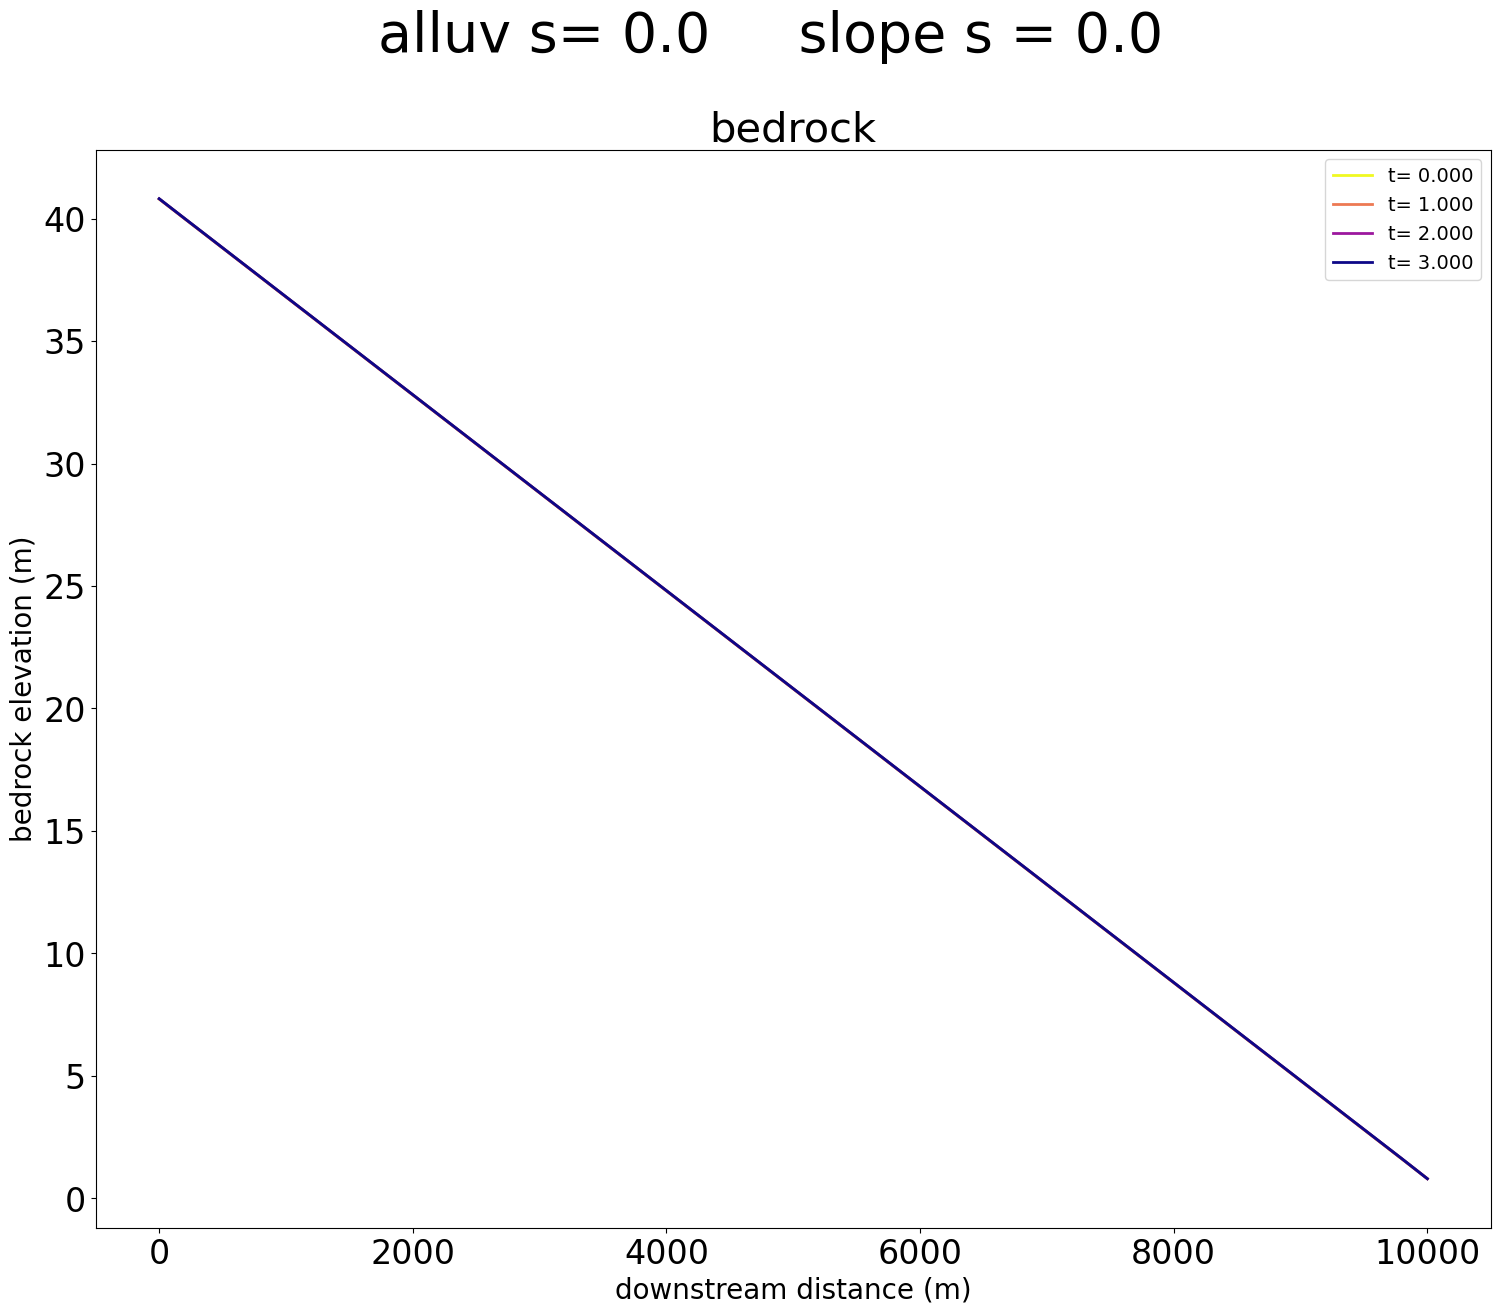 alluv s= 0.0     slope s = 0.0
bedrock
t= 0.000
t= 1.000
t= 2.000
t= 3.000
40
35
30
25
20
15
10
5
0
bedrock elevation (m)
0 2000 4000 6000 8000 10000
downstream distance (m)